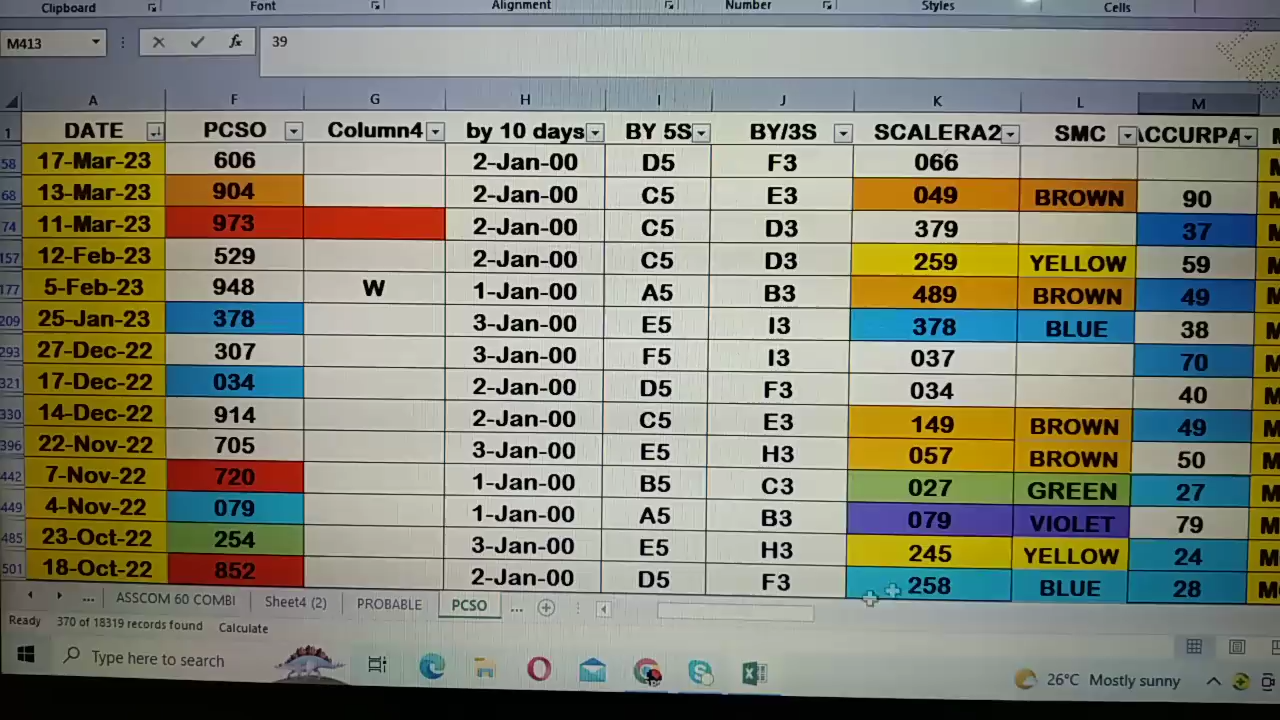 Clipboard Font Alignment Number Styles Cells
M413 fx 39
A F G H I J K L M
1 DATE PCSO Column4 by 10 days BY 5S BY/3S SCALERA2 SMC ACCURPA
58 17-Mar-23 606 2-Jan-00 D5 F3 066
68 13-Mar-23 904 2-Jan-00 C5 E3 049 BROWN 90
74 11-Mar-23 973 2-Jan-00 C5 D3 379 37
157 12-Feb-23 529 2-Jan-00 C5 D3 259 YELLOW 59
177 5-Feb-23 948 W 1-Jan-00 A5 B3 489 BROWN 49
209 25-Jan-23 378 3-Jan-00 E5 I3 378 BLUE 38
293 27-Dec-22 307 3-Jan-00 F5 I3 037 70
321 17-Dec-22 034 2-Jan-00 D5 F3 034 40
330 14-Dec-22 914 2-Jan-00 C5 E3 149 BROWN 49
396 22-Nov-22 705 3-Jan-00 E5 H3 057 BROWN 50
442 7-Nov-22 720 1-Jan-00 B5 C3 027 GREEN 27
449 4-Nov-22 079 1-Jan-00 A5 B3 079 VIOLET 79
485 23-Oct-22 254 3-Jan-00 E5 H3 245 YELLOW 24
501 18-Oct-22 852 2-Jan-00 D5 F3 258 BLUE 28
... ASSCOM 60 COMBI Sheet4 (2) PROBABLE PCSO ...
Ready 370 of 18319 records found Calculate
Type here to search 26°C Mostly sunny